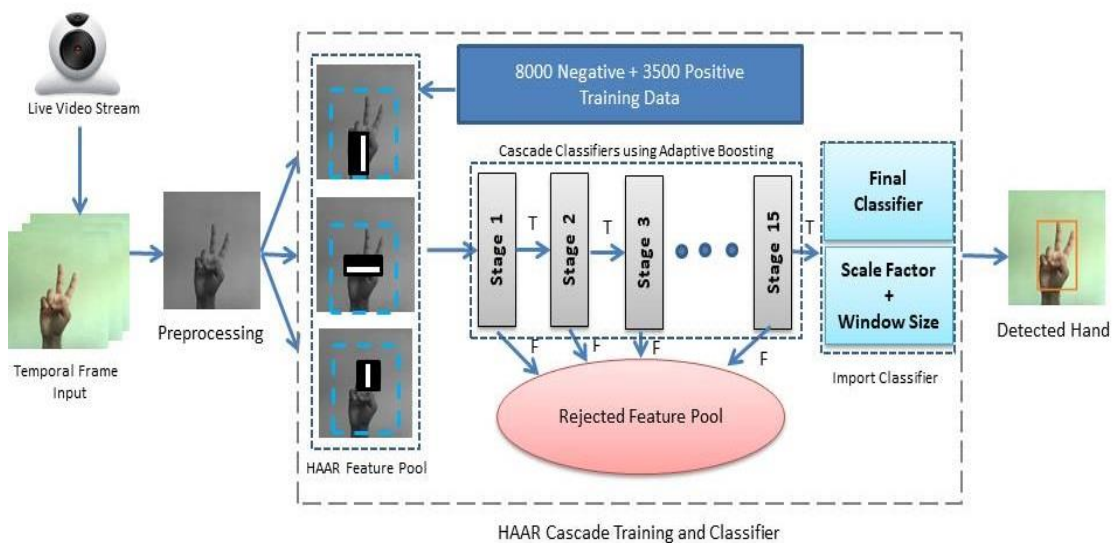 Live Video Stream
Temporal Frame
Input
Preprocessing
8000 Negative + 3500 Positive
Training Data
HAAR Feature Pool
Cascade Classifiers using Adaptive Boosting
Stage 1
T
Stage 2
T
Stage 3
Stage 15
T
F
F
F
F
Rejected Feature Pool
Final
Classifier
Scale Factor
+
Window Size
Import Classifier
Detected Hand
HAAR Cascade Training and Classifier